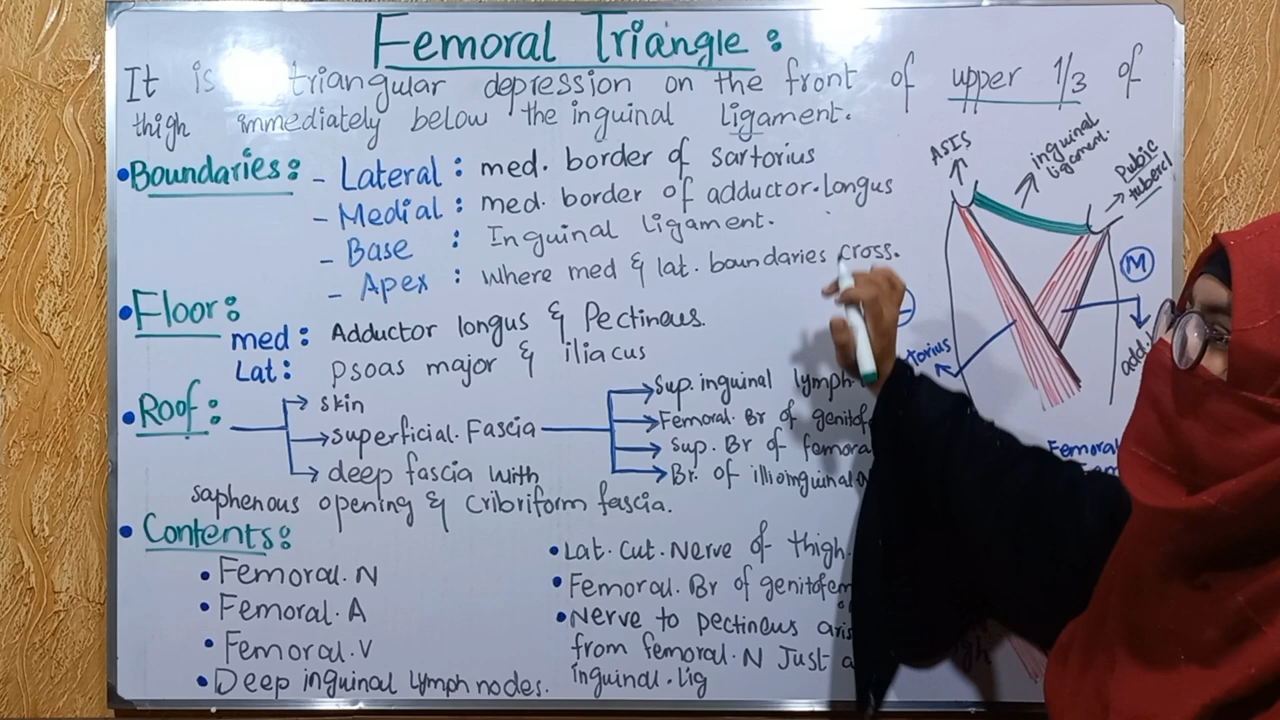 Femoral Triangle:
It is triangular depression on the front of upper 1/3 of
thigh immediately below the inguinal ligament.
• Boundaries: - Lateral : med. border of sartorius
- Medial : med. border of adductor.longus
- Base : Inguinal Ligament.
- Apex : where med & lat. boundaries cross.
• Floor:
med: Adductor longus & Pectineus.
Lat: psoas major & iliacus
• Roof: → skin
→ superficial. Fascia
→ deep fascia with
saphenous opening & Cribriform fascia.
→ Sup. inguinal lymph
→ Femoral. Br of genitof
→ Sup. Br of femora
→ Br. of illioinguinal
• Contents:
• Femoral.N
• Femoral.A
• Femoral.V
• Deep inguinal lymph nodes.
• Lat. Cut. Nerve of thigh.
• Femoral. Br of genitofem
• Nerve to pectineus aris
from femoral.N Just a
inguinal.lig
ASIS
inguinal
ligament.
Pubic
tubercl
M
torius
add
Femoral